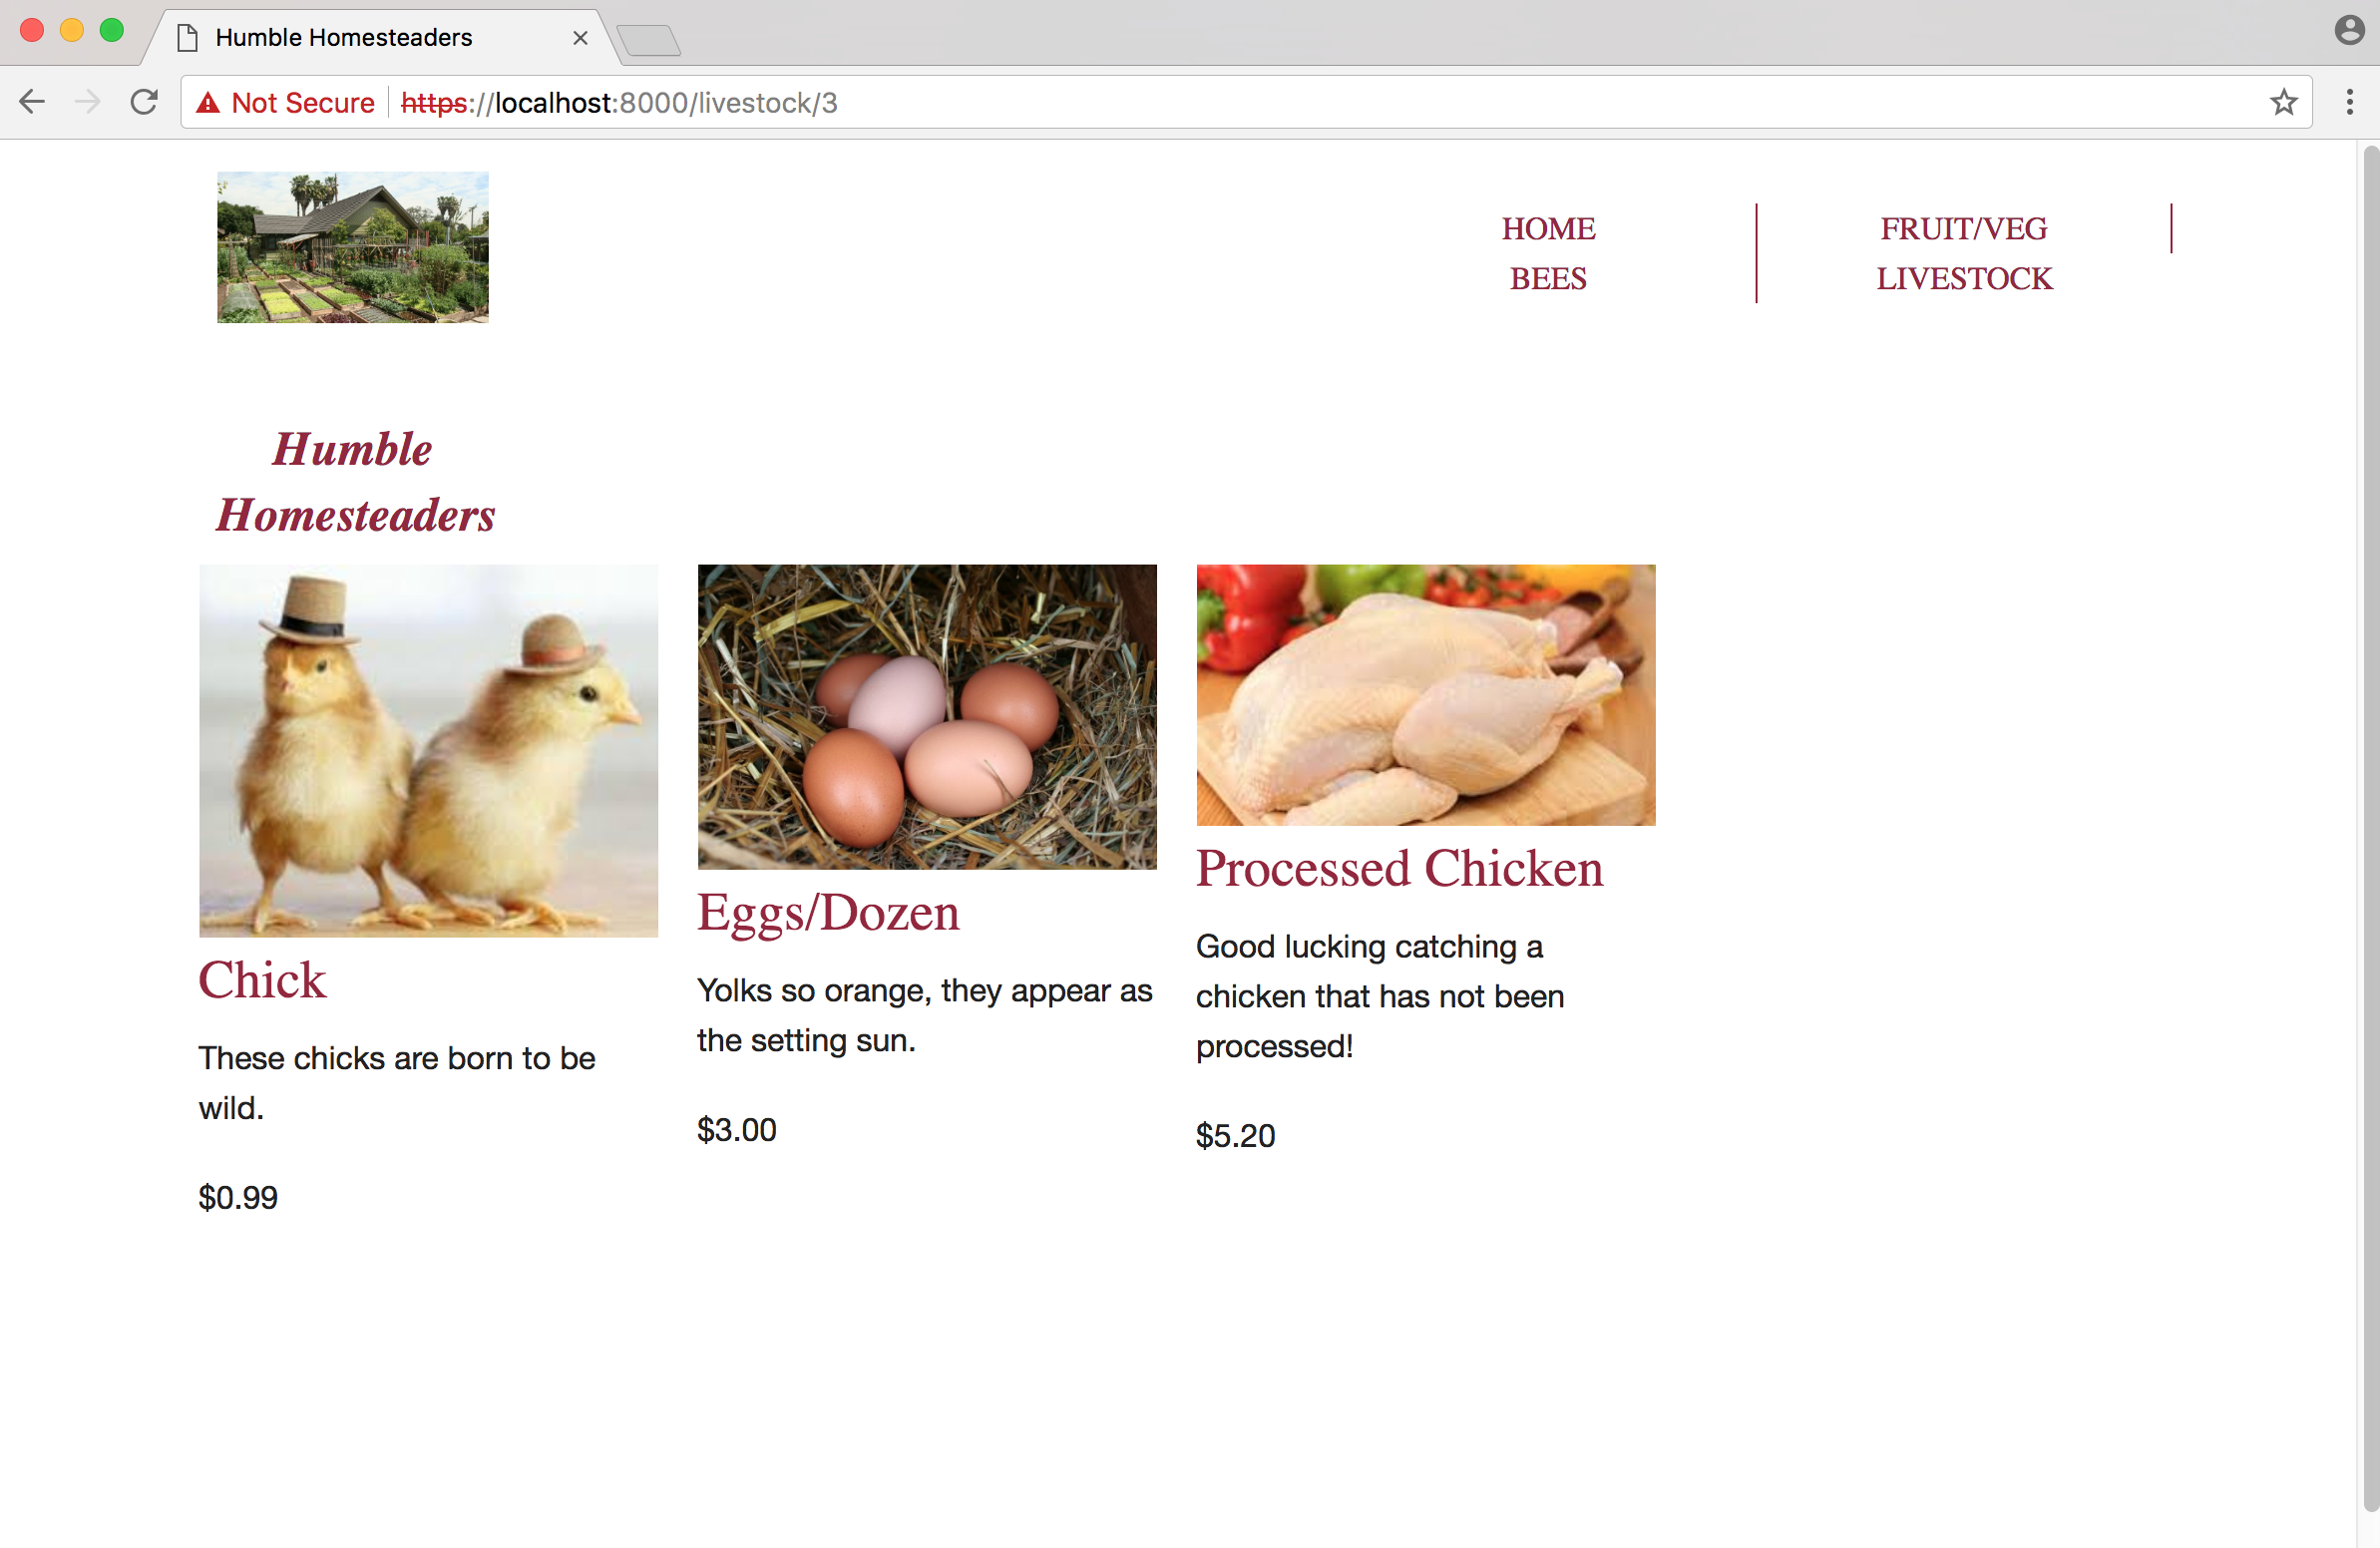 Humble Homesteaders
Not Secure https://localhost:8000/livestock/3
HOME
FRUIT/VEG
BEES
LIVESTOCK
Humble
Homesteaders
Chick
These chicks are born to be
wild.
$0.99
Eggs/Dozen
Yolks so orange, they appear as
the setting sun.
$3.00
Processed Chicken
Good lucking catching a
chicken that has not been
processed!
$5.20